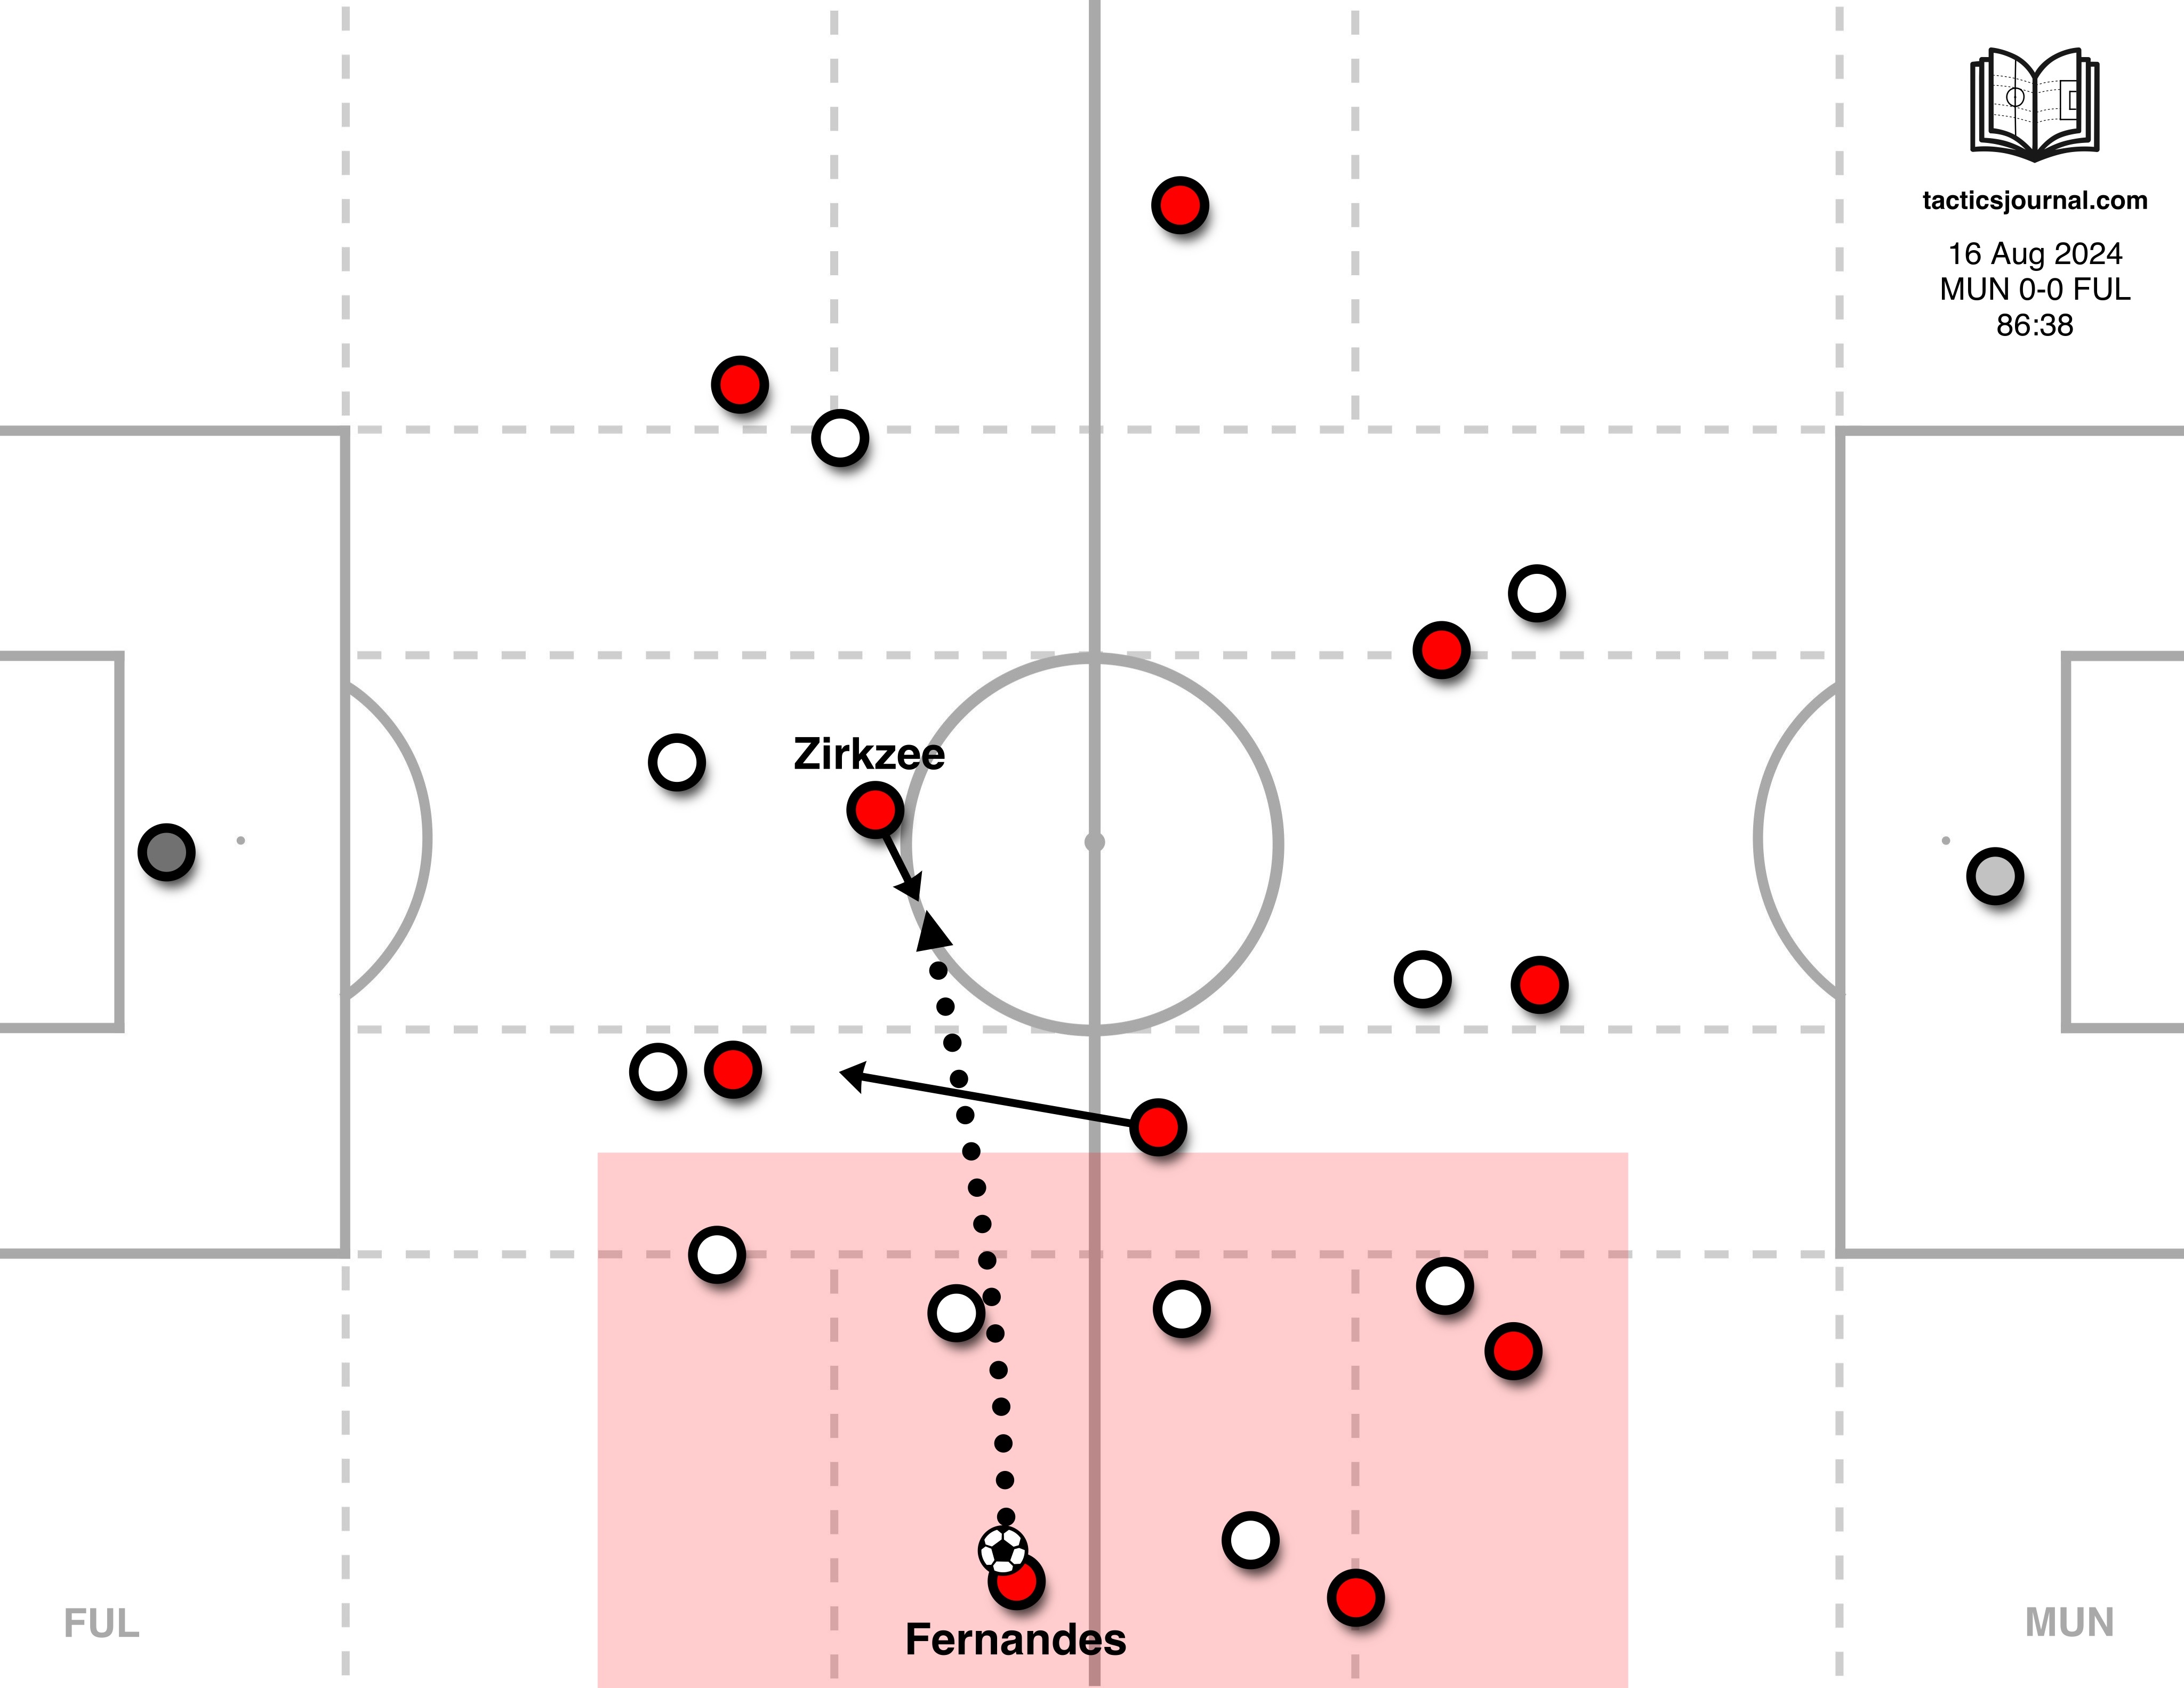 tacticsjournal.com
16 Aug 2024
MUN 0-0 FUL
86:38
Zirkzee
Fernandes
FUL
MUN